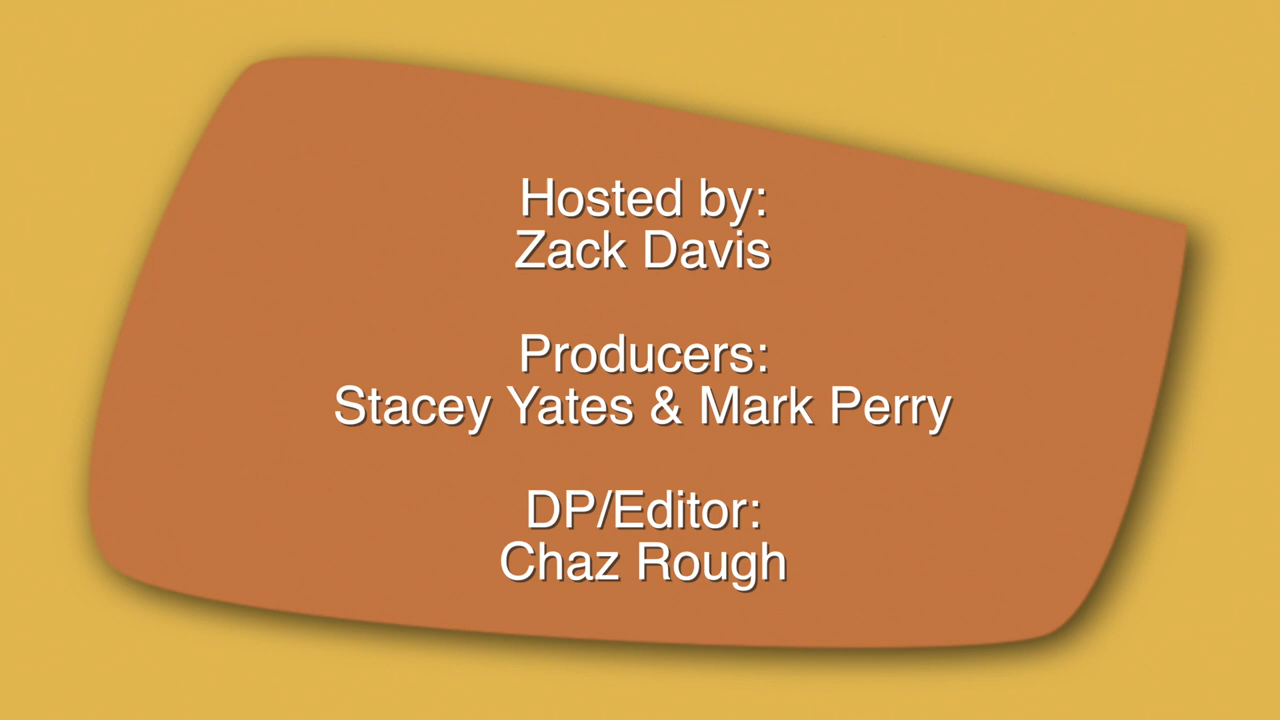 Hosted by:
Zack Davis
Producers:
Stacey Yates & Mark Perry
DP/Editor:
Chaz Rough